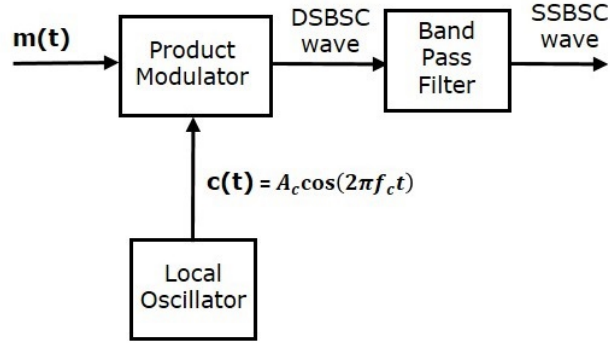 m(t)
Product
Modulator
DSBSC
wave
Band
Pass
Filter
SSBSC
wave
c(t) = A_c cos(2πf_c t)
Local
Oscillator